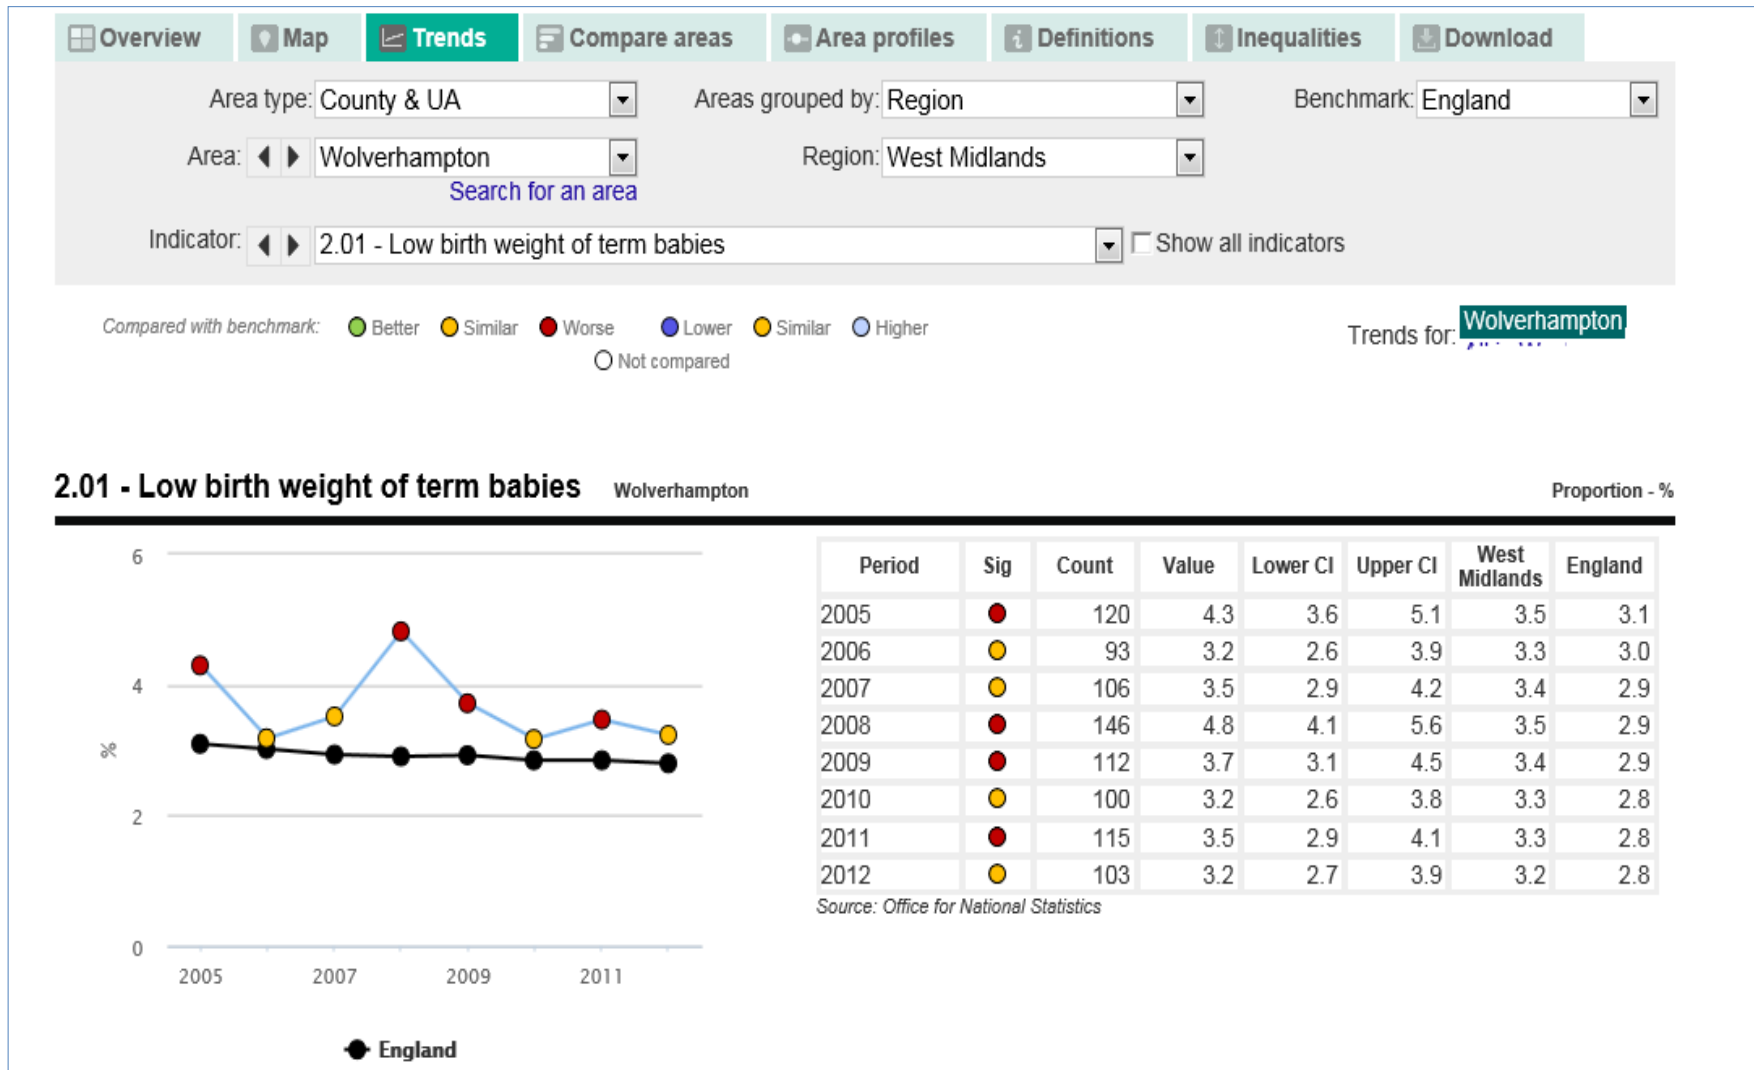 Overview Map Trends Compare areas Area profiles Definitions Inequalities Download
Area type: County & UA Areas grouped by: Region Benchmark: England
Area: Wolverhampton Region: West Midlands
Search for an area
Indicator: 2.01 - Low birth weight of term babies Show all indicators
Compared with benchmark: Better Similar Worse Lower Similar Higher
Not compared
Trends for: Wolverhampton
2.01 - Low birth weight of term babies Wolverhampton Proportion - %
6
4
%
2
0
2005 2007 2009 2011
England
Period Sig Count Value Lower CI Upper CI West Midlands England
2005 120 4.3 3.6 5.1 3.5 3.1
2006 93 3.2 2.6 3.9 3.3 3.0
2007 106 3.5 2.9 4.2 3.4 2.9
2008 146 4.8 4.1 5.6 3.5 2.9
2009 112 3.7 3.1 4.5 3.4 2.9
2010 100 3.2 2.6 3.8 3.3 2.8
2011 115 3.5 2.9 4.1 3.3 2.8
2012 103 3.2 2.7 3.9 3.2 2.8
Source: Office for National Statistics